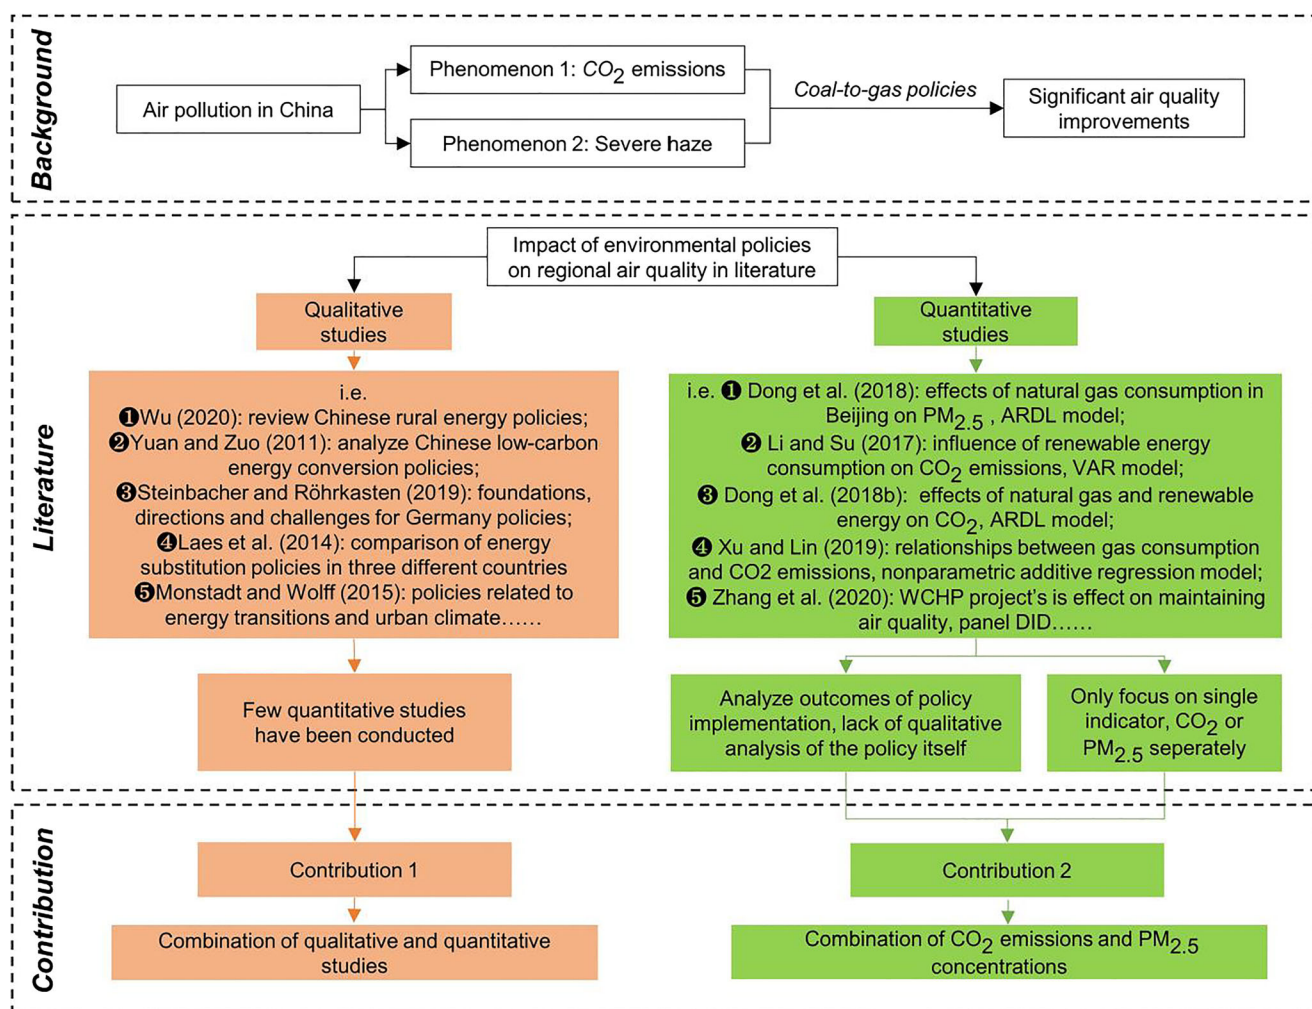 Background
Air pollution in China
Phenomenon 1: CO2 emissions
Phenomenon 2: Severe haze
Coal-to-gas policies
Significant air quality
improvements
Literature
Impact of environmental policies
on regional air quality in literature
Qualitative
studies
i.e.
❶Wu (2020): review Chinese rural energy policies;
❷Yuan and Zuo (2011): analyze Chinese low-carbon
energy conversion policies;
❸Steinbacher and Röhrkasten (2019): foundations,
directions and challenges for Germany policies;
❹Laes et al. (2014): comparison of energy
substitution policies in three different countries
❺Monstadt and Wolff (2015): policies related to
energy transitions and urban climate……
Few quantitative studies
have been conducted
Quantitative
studies
i.e. ❶ Dong et al. (2018): effects of natural gas consumption in
Beijing on PM2.5 , ARDL model;
❷ Li and Su (2017): influence of renewable energy
consumption on CO2 emissions, VAR model;
❸ Dong et al. (2018b): effects of natural gas and renewable
energy on CO2, ARDL model;
❹ Xu and Lin (2019): relationships between gas consumption
and CO2 emissions, nonparametric additive regression model;
❺ Zhang et al. (2020): WCHP project's is effect on maintaining
air quality, panel DID……
Analyze outcomes of policy
implementation, lack of qualitative
analysis of the policy itself
Only focus on single
indicator, CO2 or
PM2.5 seperately
Contribution
Contribution 1
Combination of qualitative and quantitative
studies
Contribution 2
Combination of CO2 emissions and PM2.5
concentrations